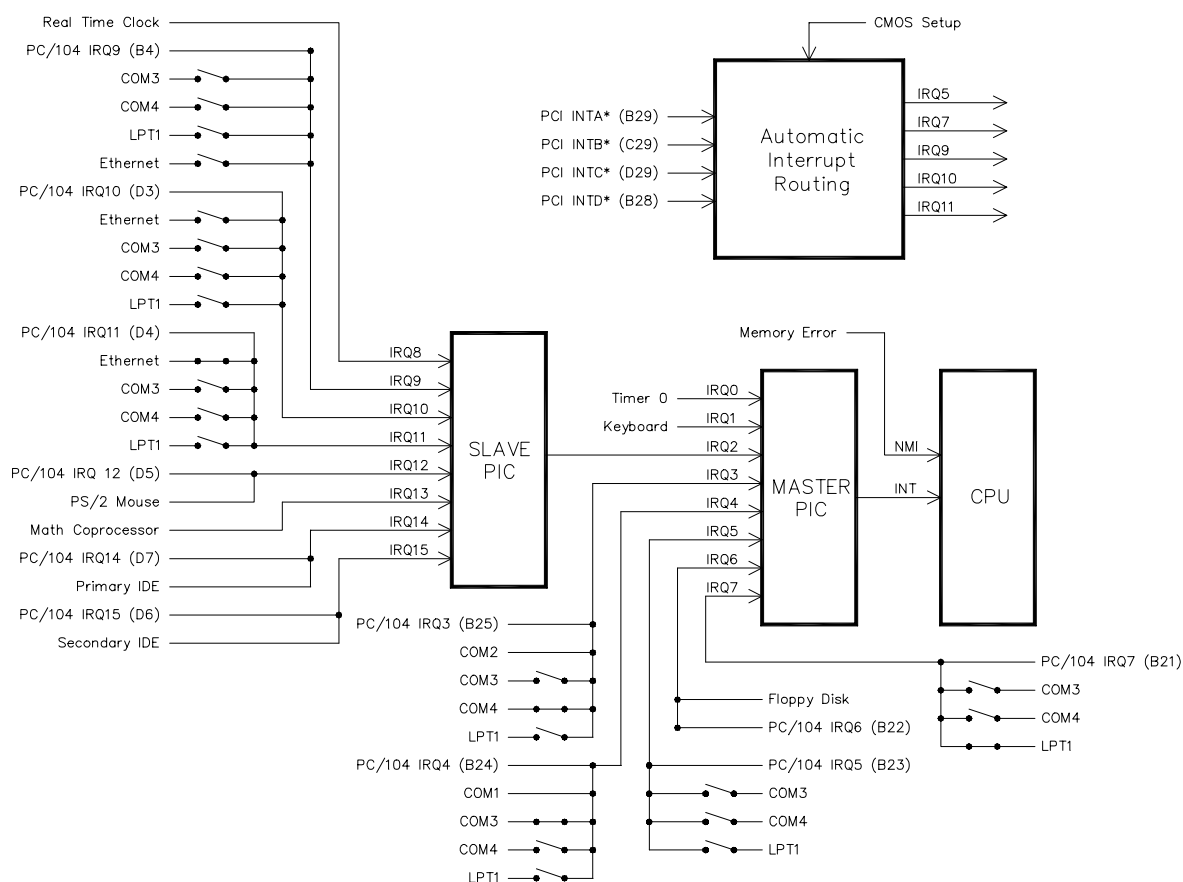 Real Time Clock
PC/104 IRQ9 (B4)
COM3
COM4
LPT1
Ethernet
PC/104 IRQ10 (D3)
Ethernet
COM3
COM4
LPT1
PC/104 IRQ11 (D4)
Ethernet
COM3
COM4
LPT1
PC/104 IRQ 12 (D5)
PS/2 Mouse
Math Coprocessor
PC/104 IRQ14 (D7)
Primary IDE
PC/104 IRQ15 (D6)
Secondary IDE
IRQ8
IRQ9
IRQ10
IRQ11
IRQ12
IRQ13
IRQ14
IRQ15
SLAVE
PIC
CMOS Setup
PCI INTA* (B29)
PCI INTB* (C29)
PCI INTC* (D29)
PCI INTD* (B28)
Automatic
Interrupt
Routing
IRQ5
IRQ7
IRQ9
IRQ10
IRQ11
Memory Error
Timer 0
Keyboard
IRQ0
IRQ1
IRQ2
IRQ3
IRQ4
IRQ5
IRQ6
IRQ7
MASTER
PIC
NMI
INT
CPU
PC/104 IRQ3 (B25)
COM2
COM3
COM4
LPT1
PC/104 IRQ4 (B24)
COM1
COM3
COM4
LPT1
Floppy Disk
PC/104 IRQ6 (B22)
PC/104 IRQ5 (B23)
COM3
COM4
LPT1
PC/104 IRQ7 (B21)
COM3
COM4
LPT1